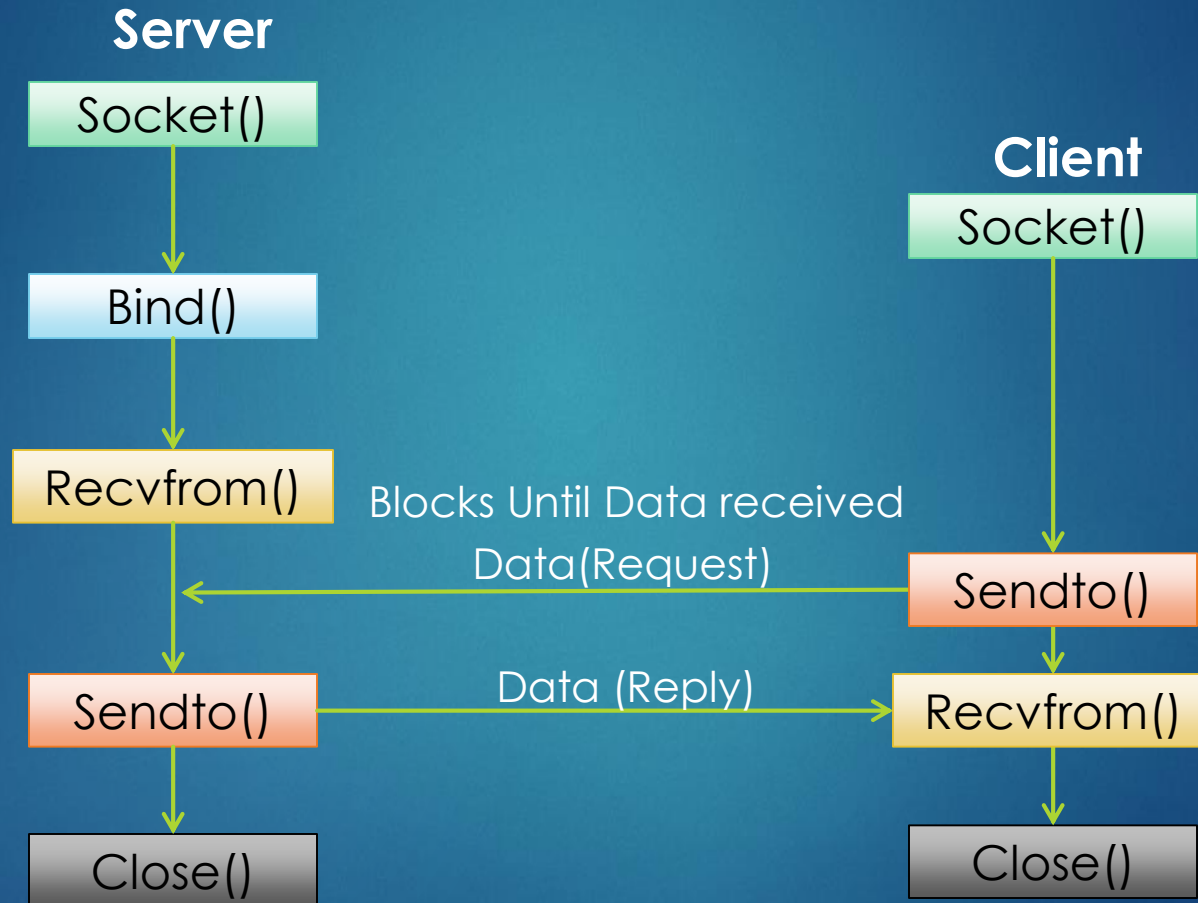 Server
Socket()
Client
Socket()
Bind()
Recvfrom()
Blocks Until Data received
Data(Request)
Sendto()
Sendto()
Data (Reply)
Recvfrom()
Close()
Close()